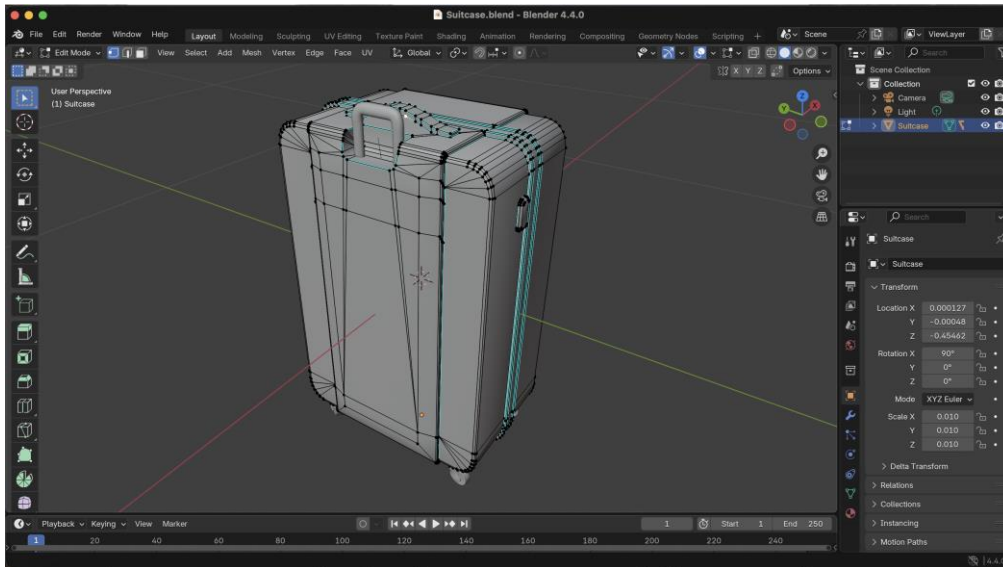 Suitcase.blend - Blender 4.4.0
File Edit Render Window Help Layout Modeling Sculpting UV Editing Texture Paint Shading Animation Rendering Compositing Geometry Nodes Scripting + Scene ViewLayer
Edit Mode View Select Add Mesh Vertex Edge Face UV Global Search
X Y Z Options
User Perspective
(1) Suitcase
Scene Collection
Collection
Camera
Light
Suitcase
Search
Suitcase
Suitcase
Transform
Location X 0.000127
Y -0.00048
Z -0.45462
Rotation X 90°
Y 0°
Z 0°
Mode XYZ Euler
Scale X 0.010
Y 0.010
Z 0.010
Delta Transform
Relations
Collections
Instancing
Motion Paths
Playback Keying View Marker 1 Start 1 End 250
1 20 40 60 80 100 120 140 160 180 200 220 240
4.4.0